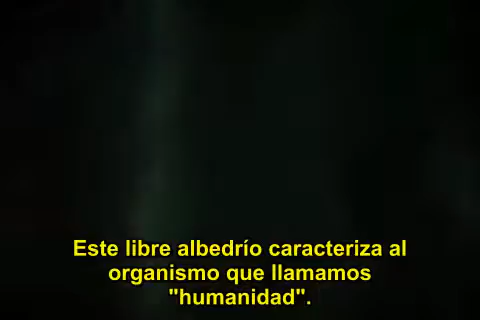 Este libre albedrío caracteriza al
organismo que llamamos
"humanidad".